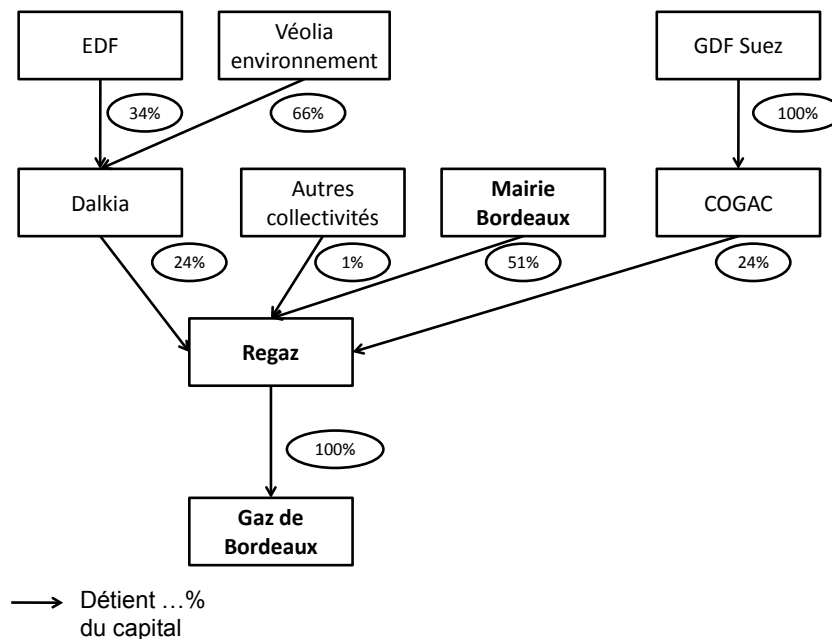 EDF
Véolia
environnement
GDF Suez
34%
66%
100%
Dalkia
Autres
collectivités
Mairie
Bordeaux
COGAC
24%
1%
51%
24%
Regaz
100%
Gaz de
Bordeaux
Détient ...%
du capital